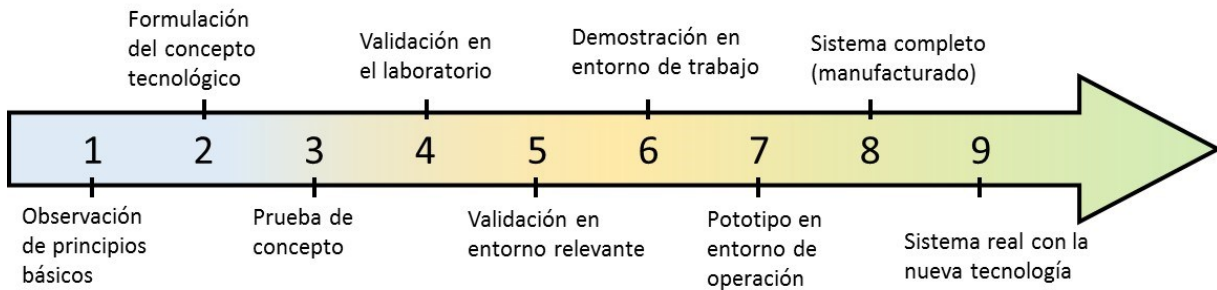 Formulación
del concepto
tecnológico
Validación en
el laboratorio
Demostración en
entorno de trabajo
Sistema completo
(manufacturado)
1 2 3 4 5 6 7 8 9
Observación
de principios
básicos
Prueba de
concepto
Validación en
entorno relevante
Pototipo en
entorno de
operación
Sistema real con la
nueva tecnología